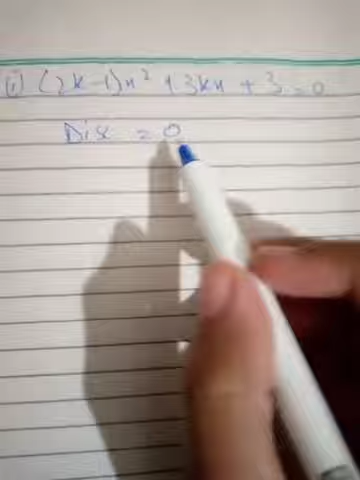 (i) (2k-1)x² + 3kx + 3 = 0
Disc = 0